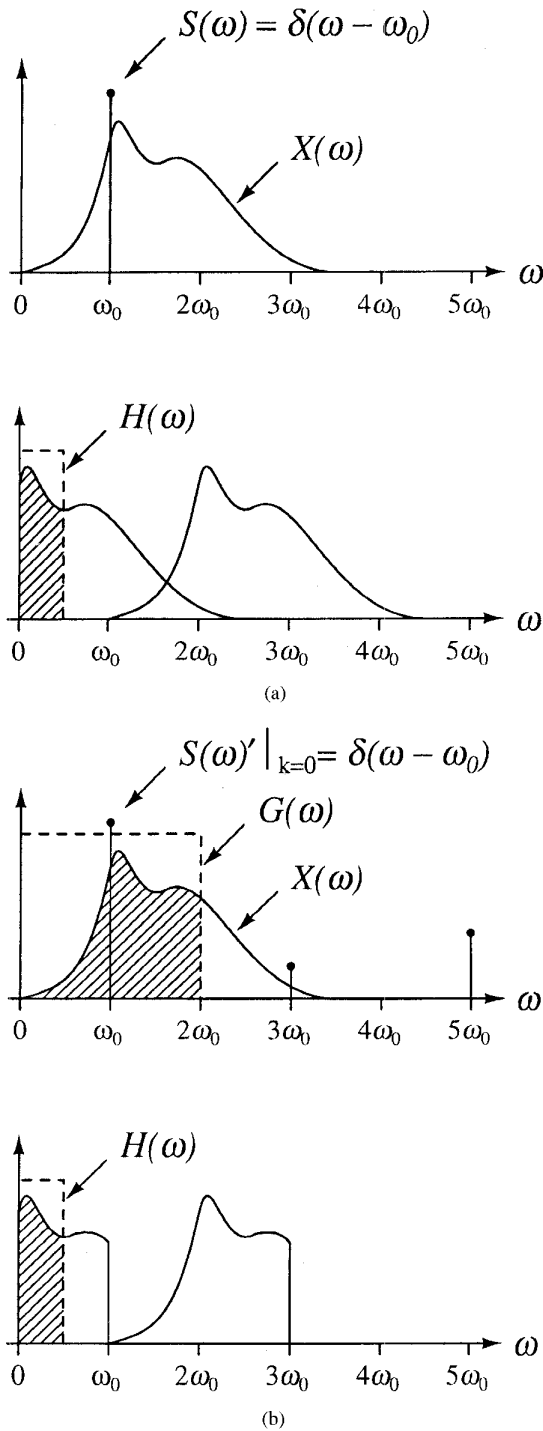 S(ω) = δ(ω − ω₀)
X(ω)
0 ω₀ 2ω₀ 3ω₀ 4ω₀ 5ω₀ ω
H(ω)
0 ω₀ 2ω₀ 3ω₀ 4ω₀ 5ω₀ ω
(a)
S(ω)′|ₖ₌₀ = δ(ω − ω₀)
G(ω)
X(ω)
0 ω₀ 2ω₀ 3ω₀ 4ω₀ 5ω₀ ω
H(ω)
0 ω₀ 2ω₀ 3ω₀ 4ω₀ 5ω₀ ω
(b)